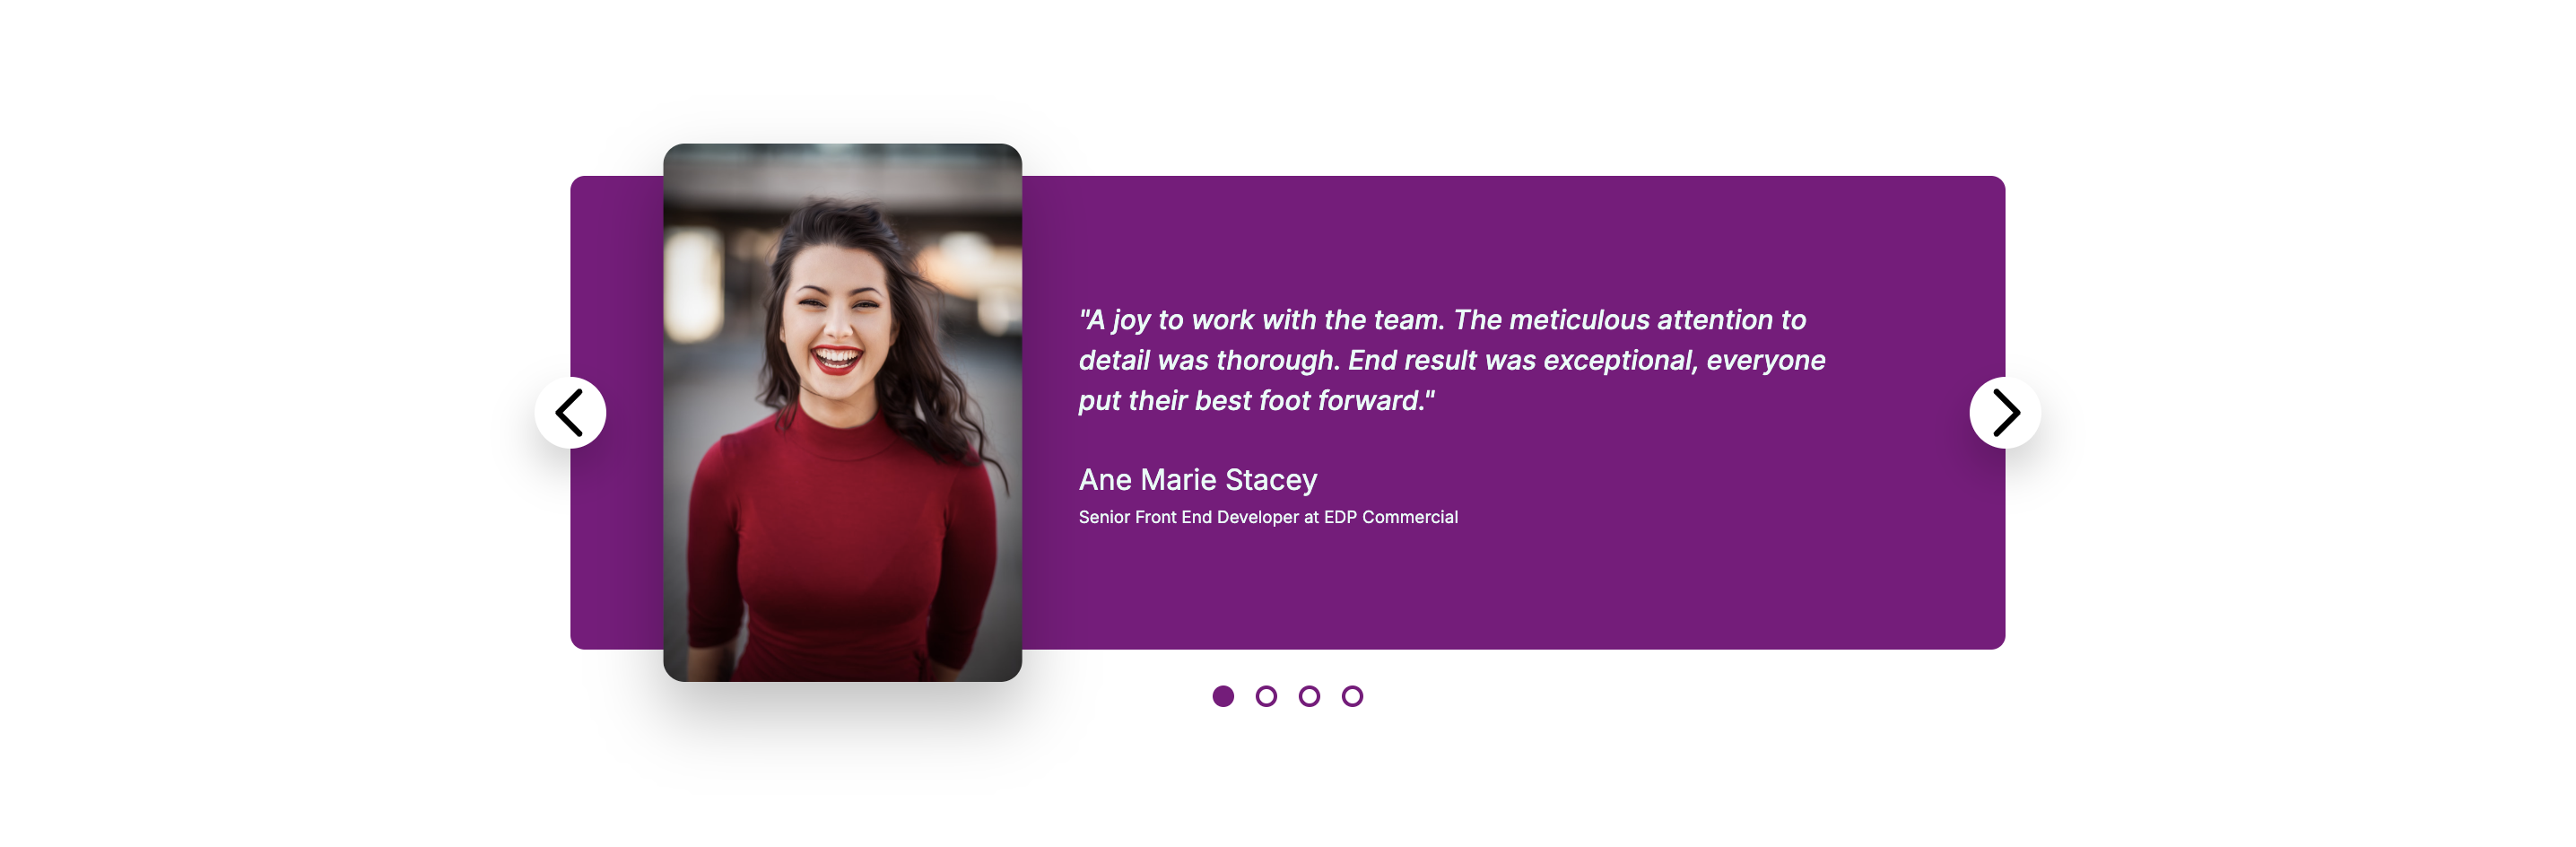 "A joy to work with the team. The meticulous attention to
detail was thorough. End result was exceptional, everyone
put their best foot forward."
Ane Marie Stacey
Senior Front End Developer at EDP Commercial